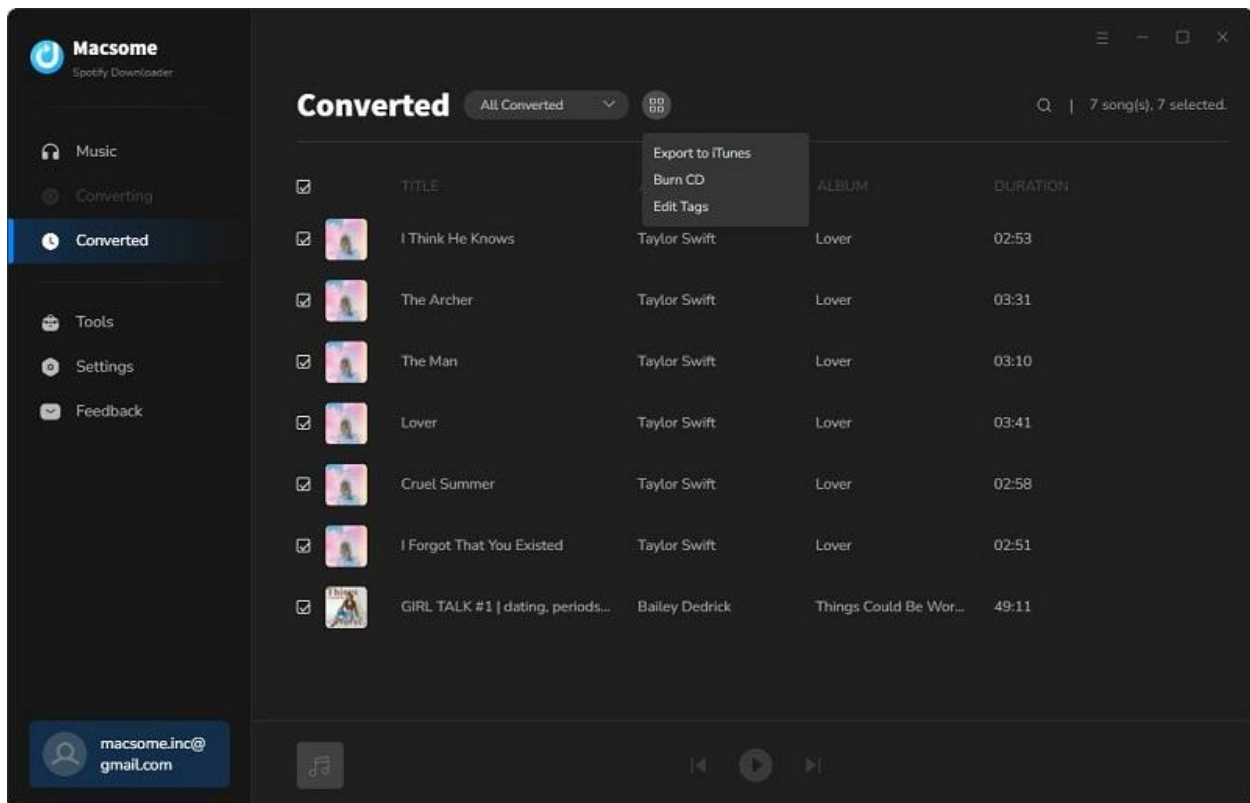 Macsome
Spotify Downloader
Music
Converting
Converted
Tools
Settings
Feedback
macsome.inc@
gmail.com
Converted All Converted | 7 song(s), 7 selected.
Export to iTunes
Burn CD
Edit Tags
TITLE ALBUM DURATION
I Think He Knows Taylor Swift Lover 02:53
The Archer Taylor Swift Lover 03:31
The Man Taylor Swift Lover 03:10
Lover Taylor Swift Lover 03:41
Cruel Summer Taylor Swift Lover 02:58
I Forgot That You Existed Taylor Swift Lover 02:51
GIRL TALK #1 | dating, periods... Bailey Dedrick Things Could Be Wor... 49:11